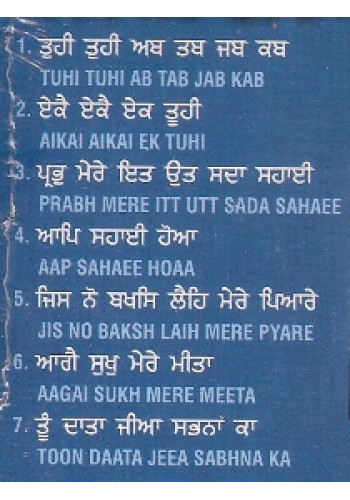 1. ਤੁਹੀ ਤੁਹੀ ਅਬ ਤਬ ਜਬ ਕਬ
TUHI TUHI AB TAB JAB KAB
2. ਏਕੈ ਏਕੈ ਏਕ ਤੂਹੀ
AIKAI AIKAI EK TUHI
3. ਪ੍ਰਭੁ ਮੇਰੇ ਇਤ ਉਤ ਸਦਾ ਸਹਾਈ
PRABH MERE ITT UTT SADA SAHAEE
4. ਆਪਿ ਸਹਾਈ ਹੋਆ
AAP SAHAEE HOAA
5. ਜਿਸ ਨੋ ਬਖਸਿ ਲੈਹਿ ਮੇਰੇ ਪਿਆਰੇ
JIS NO BAKSH LAIH MERE PYARE
6. ਆਗੈ ਸੁਖੁ ਮੇਰੇ ਮੀਤਾ
AAGAI SUKH MERE MEETA
7. ਤੂੰ ਦਾਤਾ ਜੀਆ ਸਭਨਾਂ ਕਾ
TOON DAATA JEEA SABHNA KA